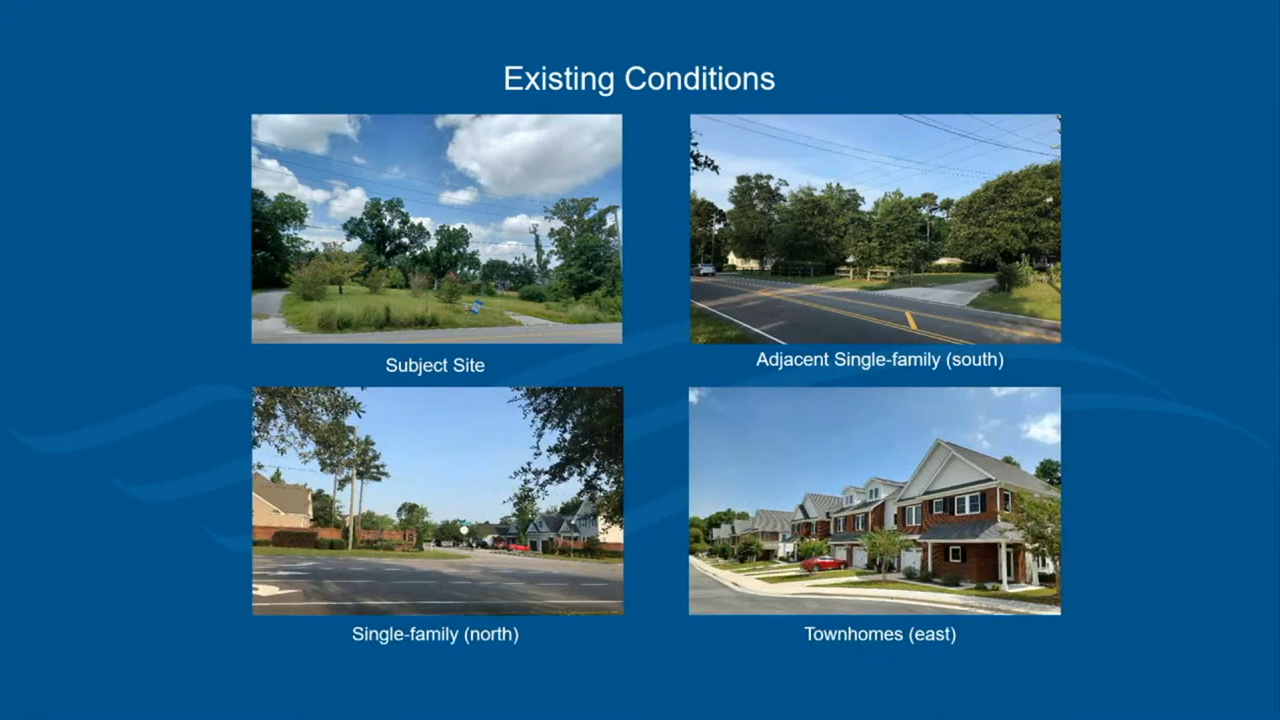 Existing Conditions
Subject Site
Adjacent Single-family (south)
Single-family (north)
Townhomes (east)